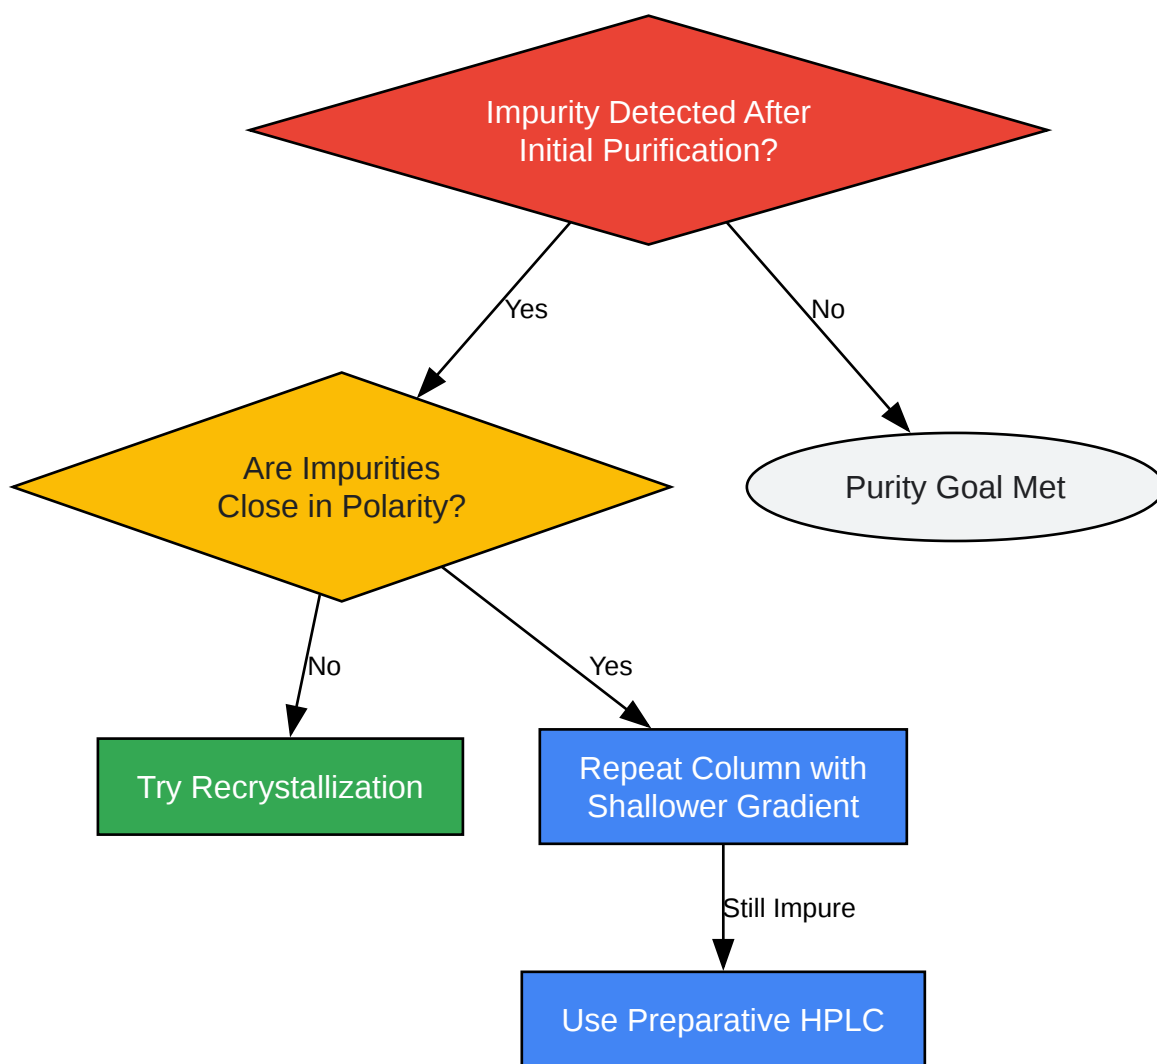 Impurity Detected After
Initial Purification?
Yes
No
Are Impurities
Close in Polarity?
Purity Goal Met
No
Yes
Try Recrystallization
Repeat Column with
Shallower Gradient
Still Impure
Use Preparative HPLC